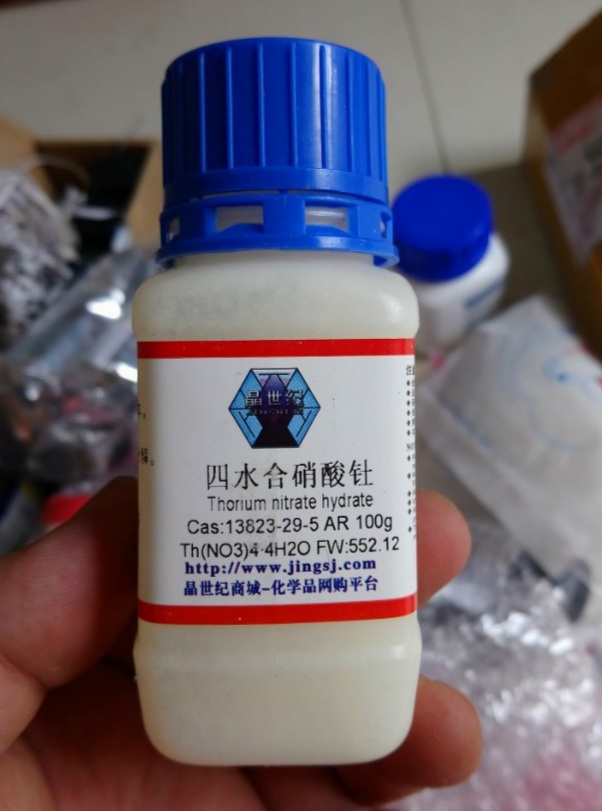 晶世纪
四水合硝酸钍
Thorium nitrate hydrate
Cas:13823-29-5 AR 100g
Th(NO3)4·4H2O FW:552.12
http://www.jingsj.com
晶世纪商城-化学品网购平台